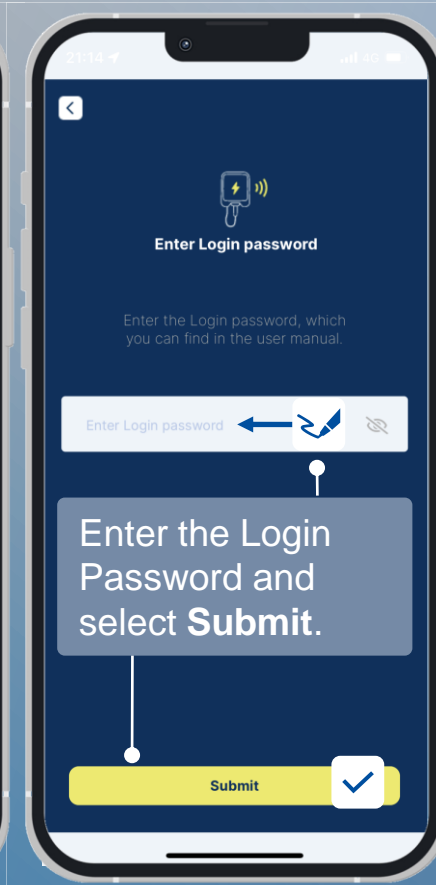 21:14
4G
Enter Login password
Enter the Login password, which
you can find in the user manual.
Enter Login password
Enter the Login
Password and
select Submit.
Submit